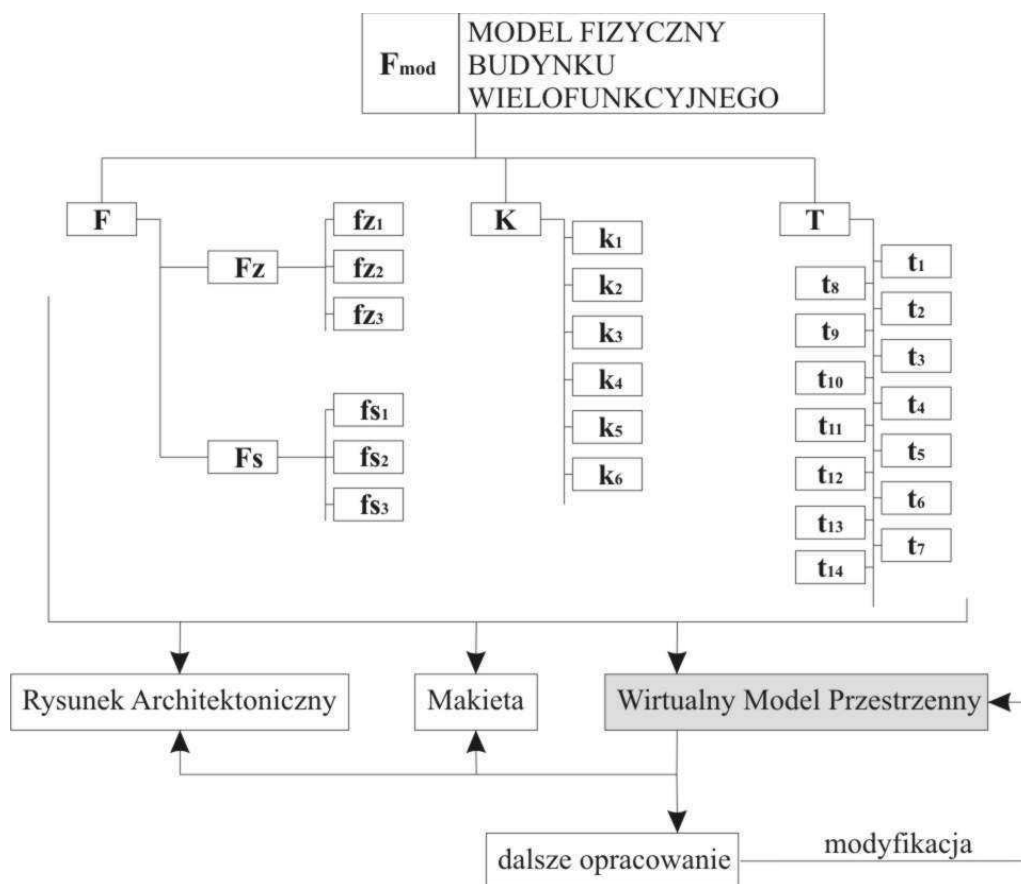 Fmod
MODEL FIZYCZNY
BUDYNKU
WIELOFUNKCYJNEGO
F
Fz
fz1
fz2
fz3
Fs
fs1
fs2
fs3
K
k1
k2
k3
k4
k5
k6
T
t1
t2
t3
t4
t5
t6
t7
t8
t9
t10
t11
t12
t13
t14
Rysunek Architektoniczny
Makieta
Wirtualny Model Przestrzenny
dalsze opracowanie
modyfikacja